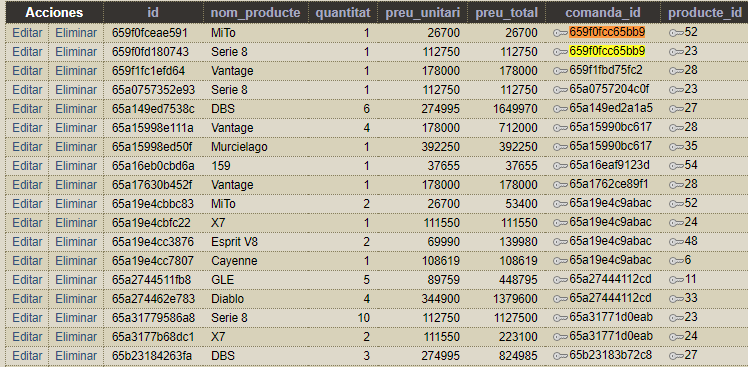 Acciones id nom_producte quantitat preu_unitari preu_total comanda_id producte_id
Editar Eliminar 659f0fceae591 MiTo 1 26700 26700 659f0fcc65bb9 52
Editar Eliminar 659f0fd180743 Serie 8 1 112750 112750 659f0fcc65bb9 23
Editar Eliminar 659f1fc1efd64 Vantage 1 178000 178000 659f1fbd75fc2 28
Editar Eliminar 65a0757352e93 Serie 8 1 112750 112750 65a0757204c0f 23
Editar Eliminar 65a149ed7538c DBS 6 274995 1649970 65a149ed2a1a5 27
Editar Eliminar 65a15998e111a Vantage 4 178000 712000 65a15990bc617 28
Editar Eliminar 65a15998ed50f Murcielago 1 392250 392250 65a15990bc617 35
Editar Eliminar 65a16eb0cbd6a 159 1 37655 37655 65a16eaf9123d 54
Editar Eliminar 65a17630b452f Vantage 1 178000 178000 65a1762ce89f1 28
Editar Eliminar 65a19e4cbbc83 MiTo 2 26700 53400 65a19e4c9abac 52
Editar Eliminar 65a19e4cbfc22 X7 1 111550 111550 65a19e4c9abac 24
Editar Eliminar 65a19e4cc3876 Esprit V8 2 69990 139980 65a19e4c9abac 48
Editar Eliminar 65a19e4cc7807 Cayenne 1 108619 108619 65a19e4c9abac 6
Editar Eliminar 65a2744511fb8 GLE 5 89759 448795 65a27444112cd 11
Editar Eliminar 65a274462e783 Diablo 4 344900 1379600 65a27444112cd 33
Editar Eliminar 65a31779586a8 Serie 8 10 112750 1127500 65a31771d0eab 23
Editar Eliminar 65a3177b68dc1 X7 2 111550 223100 65a31771d0eab 24
Editar Eliminar 65b23184263fa DBS 3 274995 824985 65b23183b72c8 27